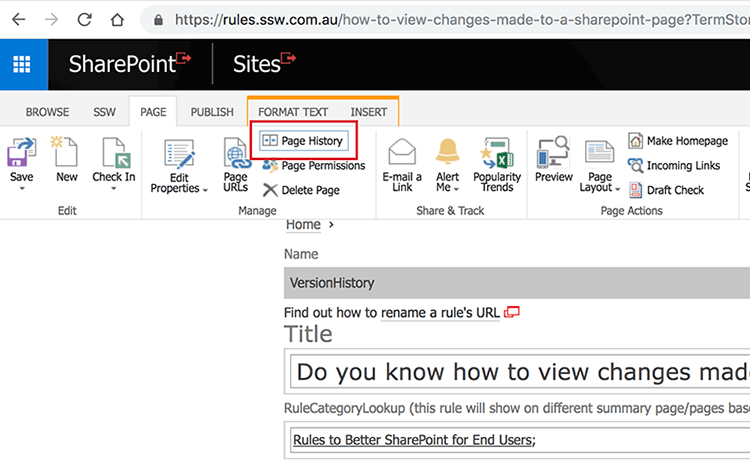 https://rules.ssw.com.au/how-to-view-changes-made-to-a-sharepoint-page?TermStor
SharePoint Sites
BROWSE SSW PAGE PUBLISH FORMAT TEXT INSERT
Save New Check In Edit Properties Page URLs Page History Page Permissions Delete Page E-mail a Link Alert Me Popularity Trends Preview Page Layout Make Homepage Incoming Links Draft Check
Edit Manage Share & Track Page Actions
Home >
Name
VersionHistory
Find out how to rename a rule's URL
Title
Do you know how to view changes mad
RuleCategoryLookup (this rule will show on different summary page/pages bas
Rules to Better SharePoint for End Users;